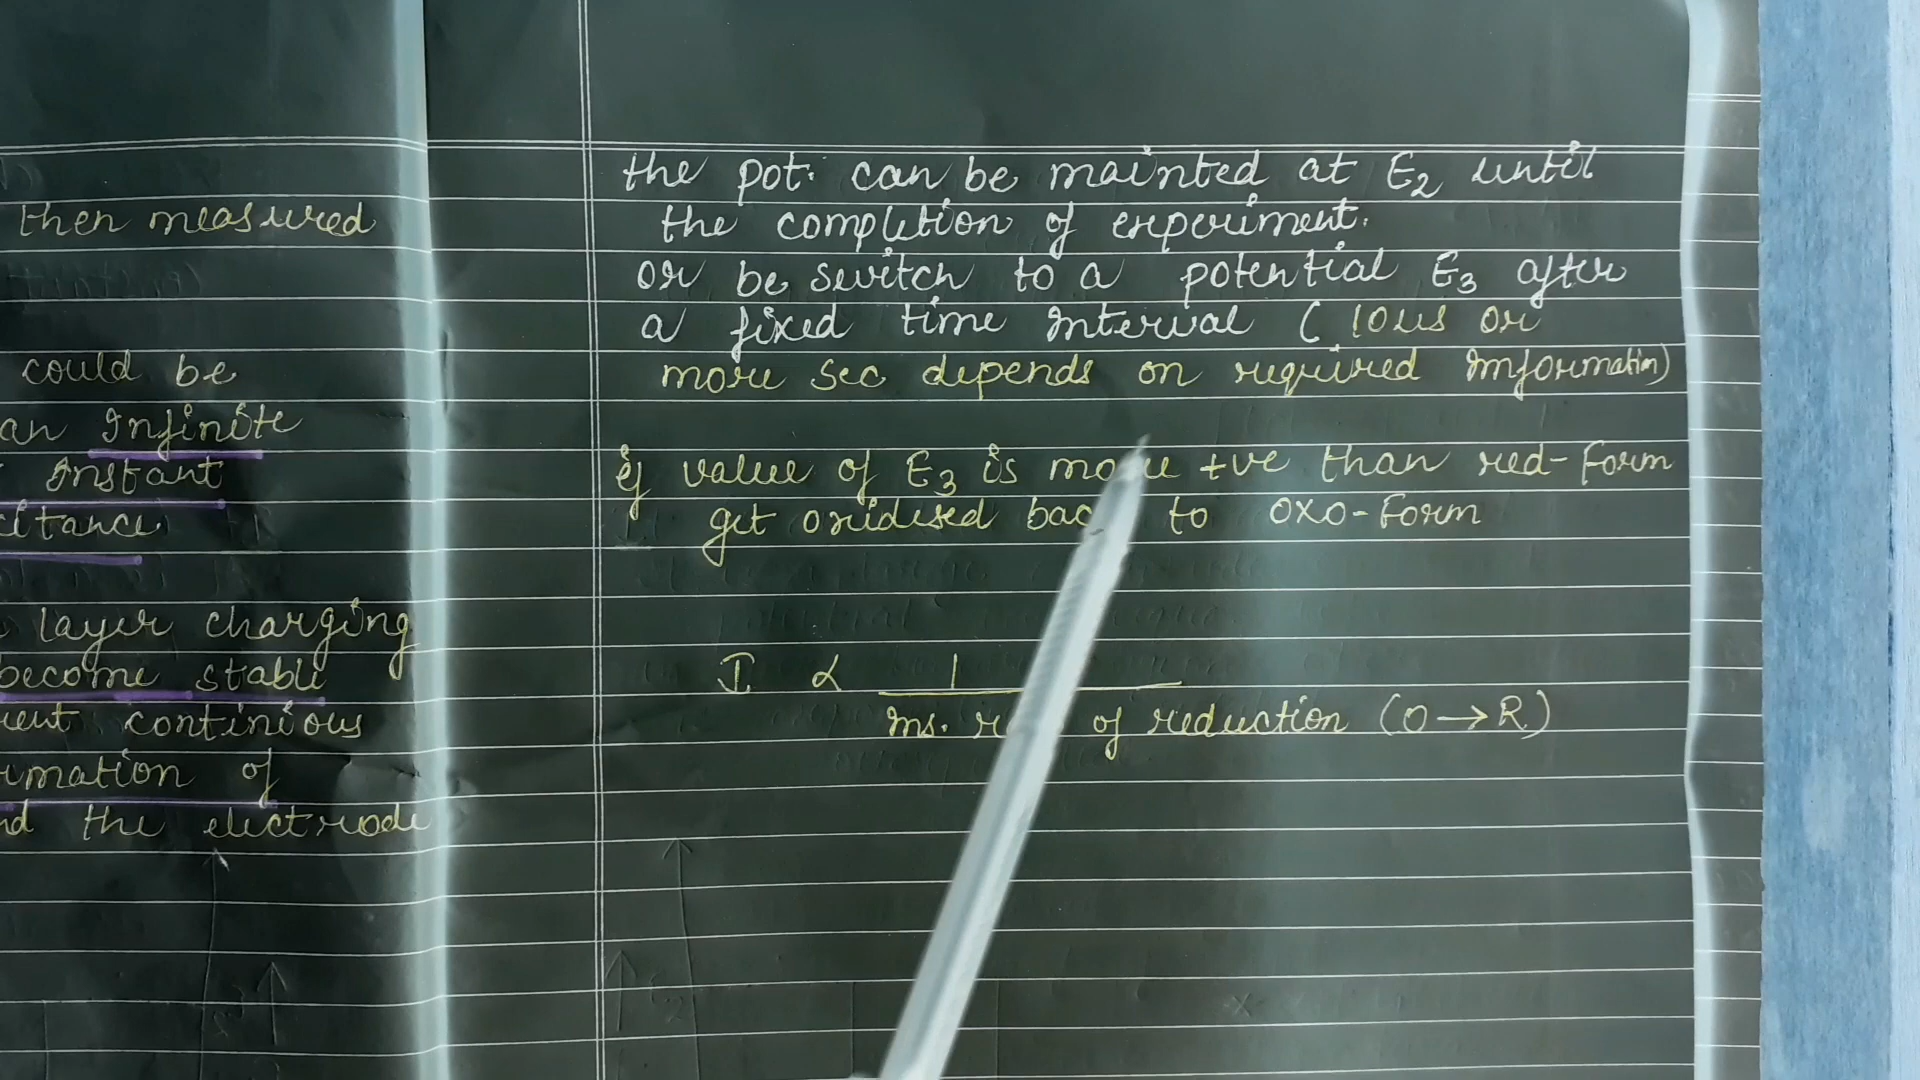 then measured
could be
an Infinite
Instant
layer charging
become stable
continious
of
the electrode
the pot. can be mainted at E2 until
the completion of experiment.
or be switch to a potential E3 after
a fixed time Interval ( 10us or
more sec depends on required Information)
if value of E3 is more +ve than red-form
get oxidised back to OXO-Form
I ∝ 1
ms. of reduction (O→R)